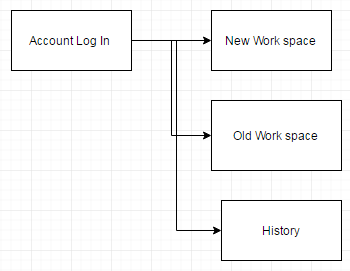 Account Log In
New Work space
Old Work space
History